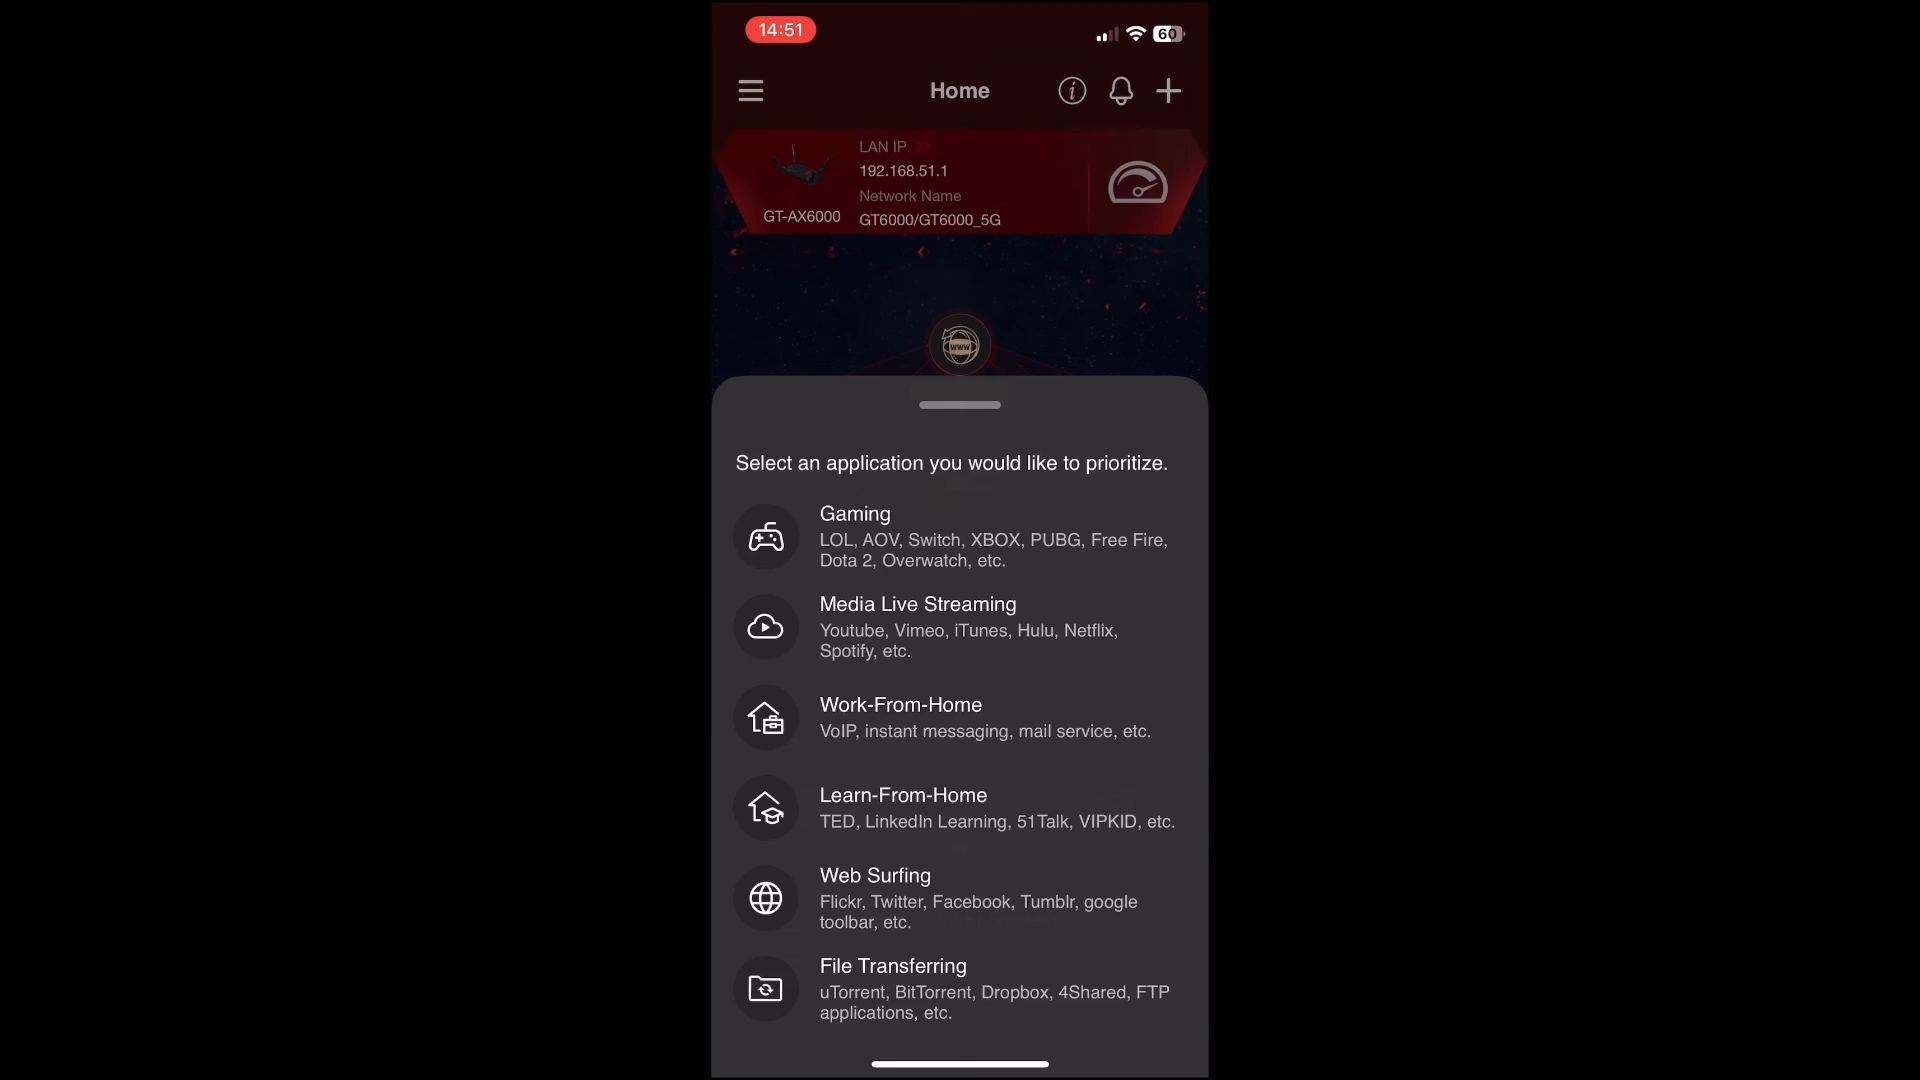 14:51
60
Home
LAN IP
192.168.51.1
Network Name
GT-AX6000
GT6000/GT6000_5G
WWW
Select an application you would like to prioritize.
Gaming
LOL, AOV, Switch, XBOX, PUBG, Free Fire,
Dota 2, Overwatch, etc.
Media Live Streaming
Youtube, Vimeo, iTunes, Hulu, Netflix,
Spotify, etc.
Work-From-Home
VoIP, instant messaging, mail service, etc.
Learn-From-Home
TED, LinkedIn Learning, 51Talk, VIPKID, etc.
Web Surfing
Flickr, Twitter, Facebook, Tumblr, google
toolbar, etc.
File Transferring
uTorrent, BitTorrent, Dropbox, 4Shared, FTP
applications, etc.